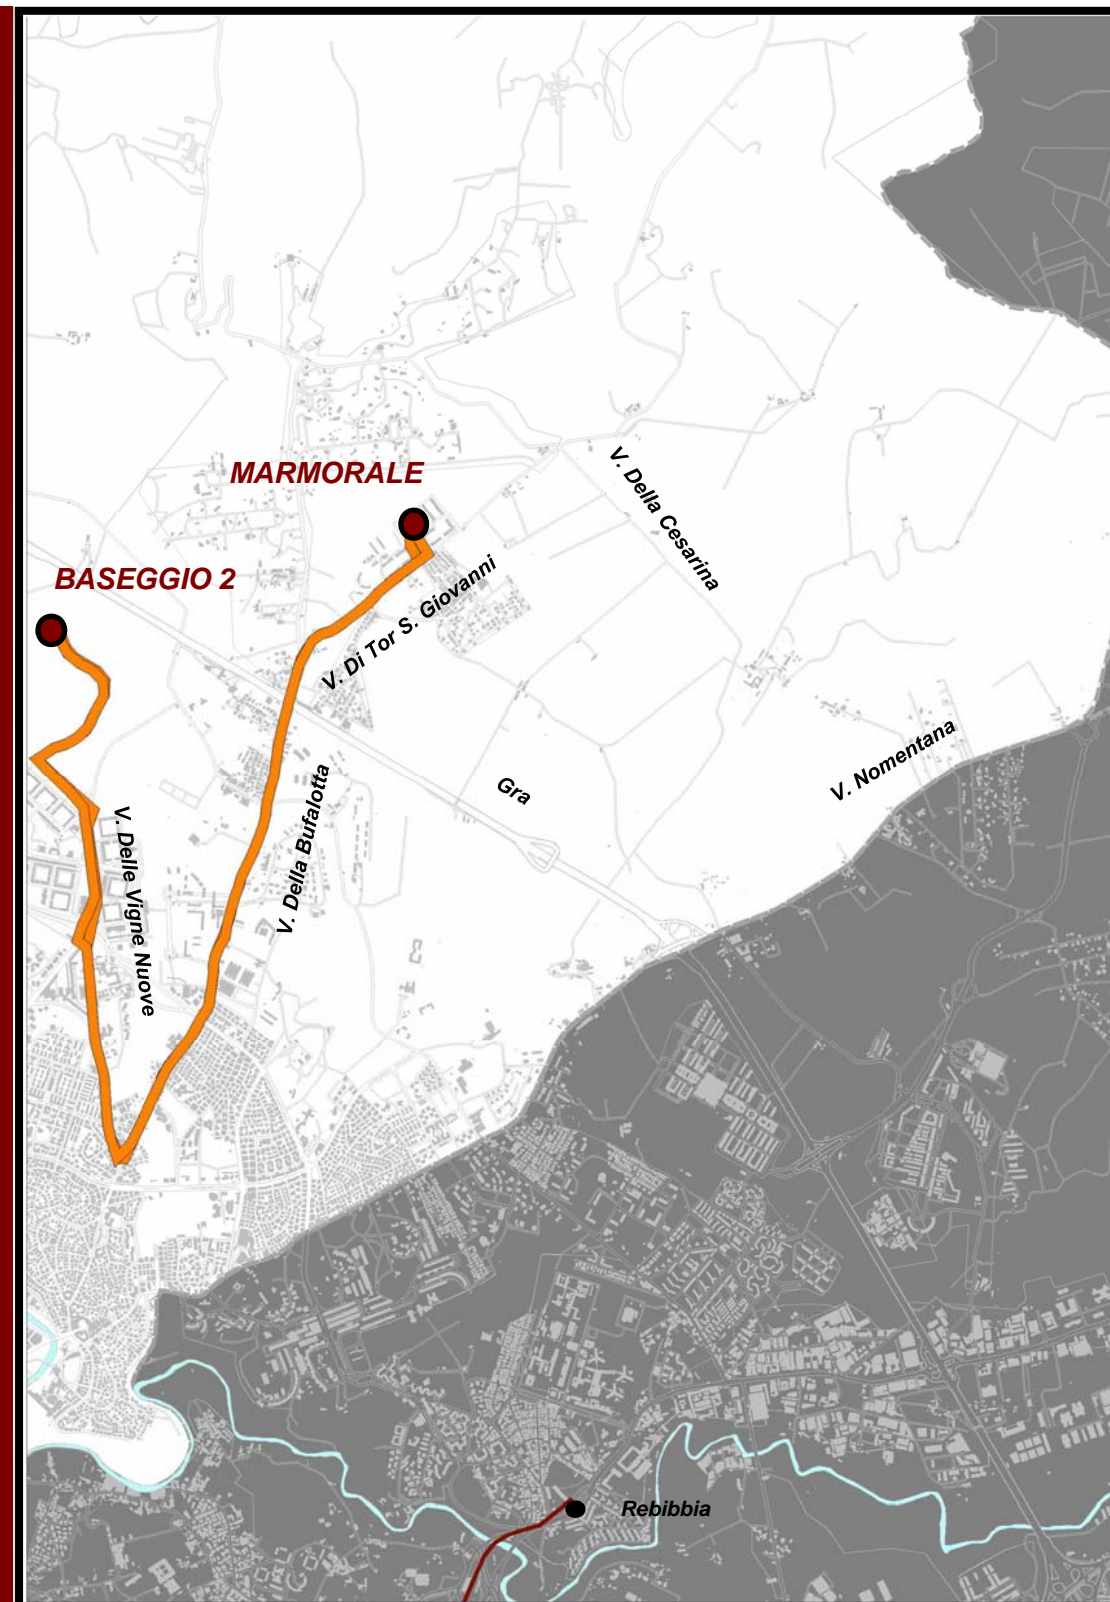 MARMORALE
V. Della Cesarina
BASEGGIO 2
V. Di Tor S. Giovanni
V. Nomentana
Gra
V. Della Bufalotta
V. Delle Vigne Nuove
Rebibbia